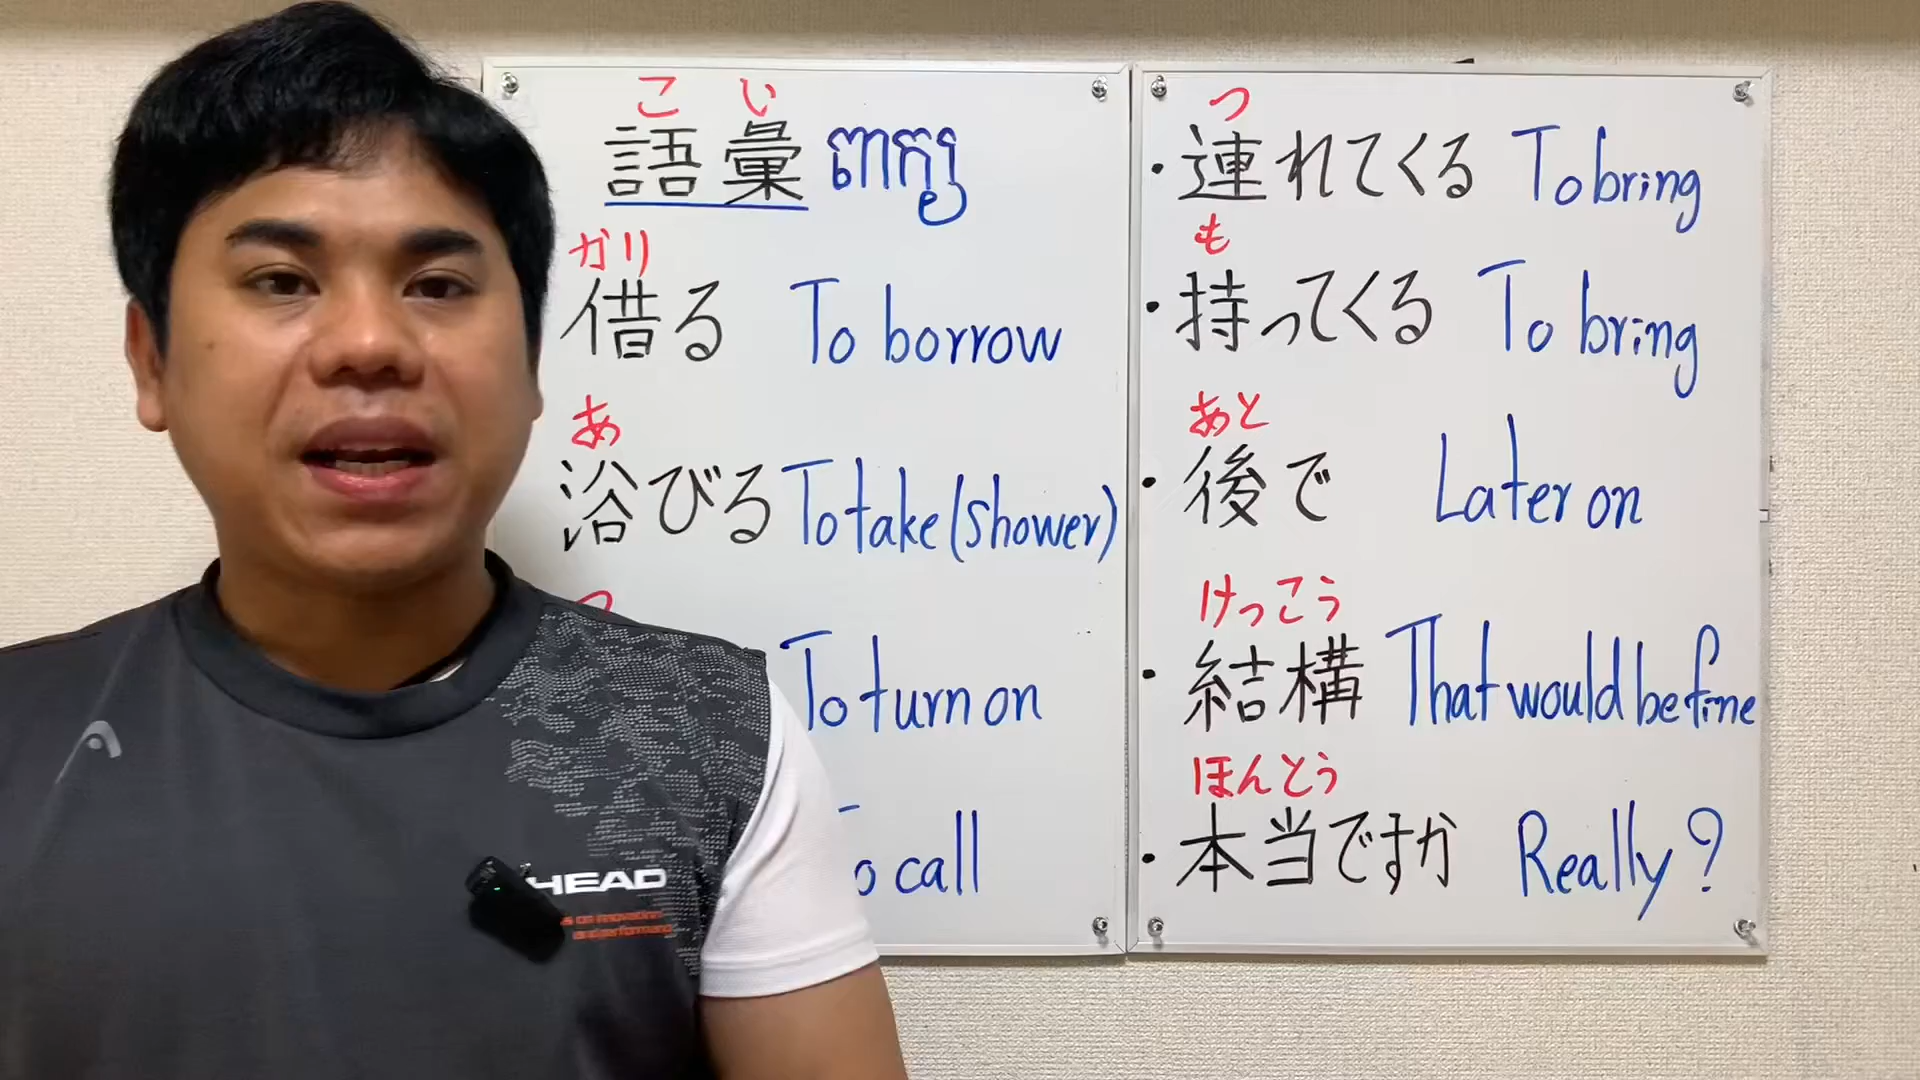 こ い
語彙 ពាក្យ
かり
借る To borrow
あ
浴びる To take (shower)
つ
To turn on
call
つ
・連れてくる To bring
も
・持ってくる To bring
あと
・後で Later on
けっこう
・結構 That would be fine
ほんとう
・本当ですか Really?
HEAD